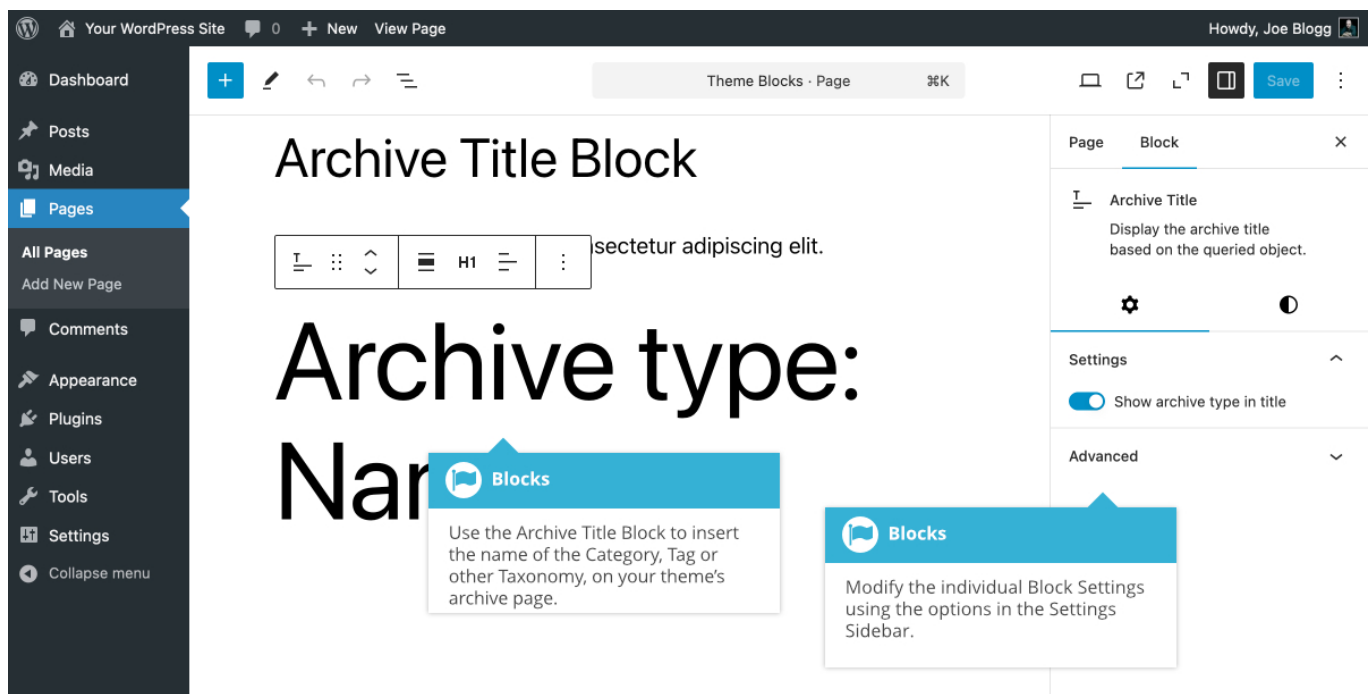 Your WordPress Site 0 New View Page Howdy, Joe Blogg
Dashboard
Posts
Media
Pages
All Pages
Add New Page
Comments
Appearance
Plugins
Users
Tools
Settings
Collapse menu
Theme Blocks · Page ⌘K
Save
Archive Title Block
nsectetur adipiscing elit.
H1
Archive type:
Nar
Blocks
Use the Archive Title Block to insert
the name of the Category, Tag or
other Taxonomy, on your theme's
archive page.
Page Block
Archive Title
Display the archive title
based on the queried object.
Settings
Show archive type in title
Advanced
Blocks
Modify the individual Block Settings
using the options in the Settings
Sidebar.